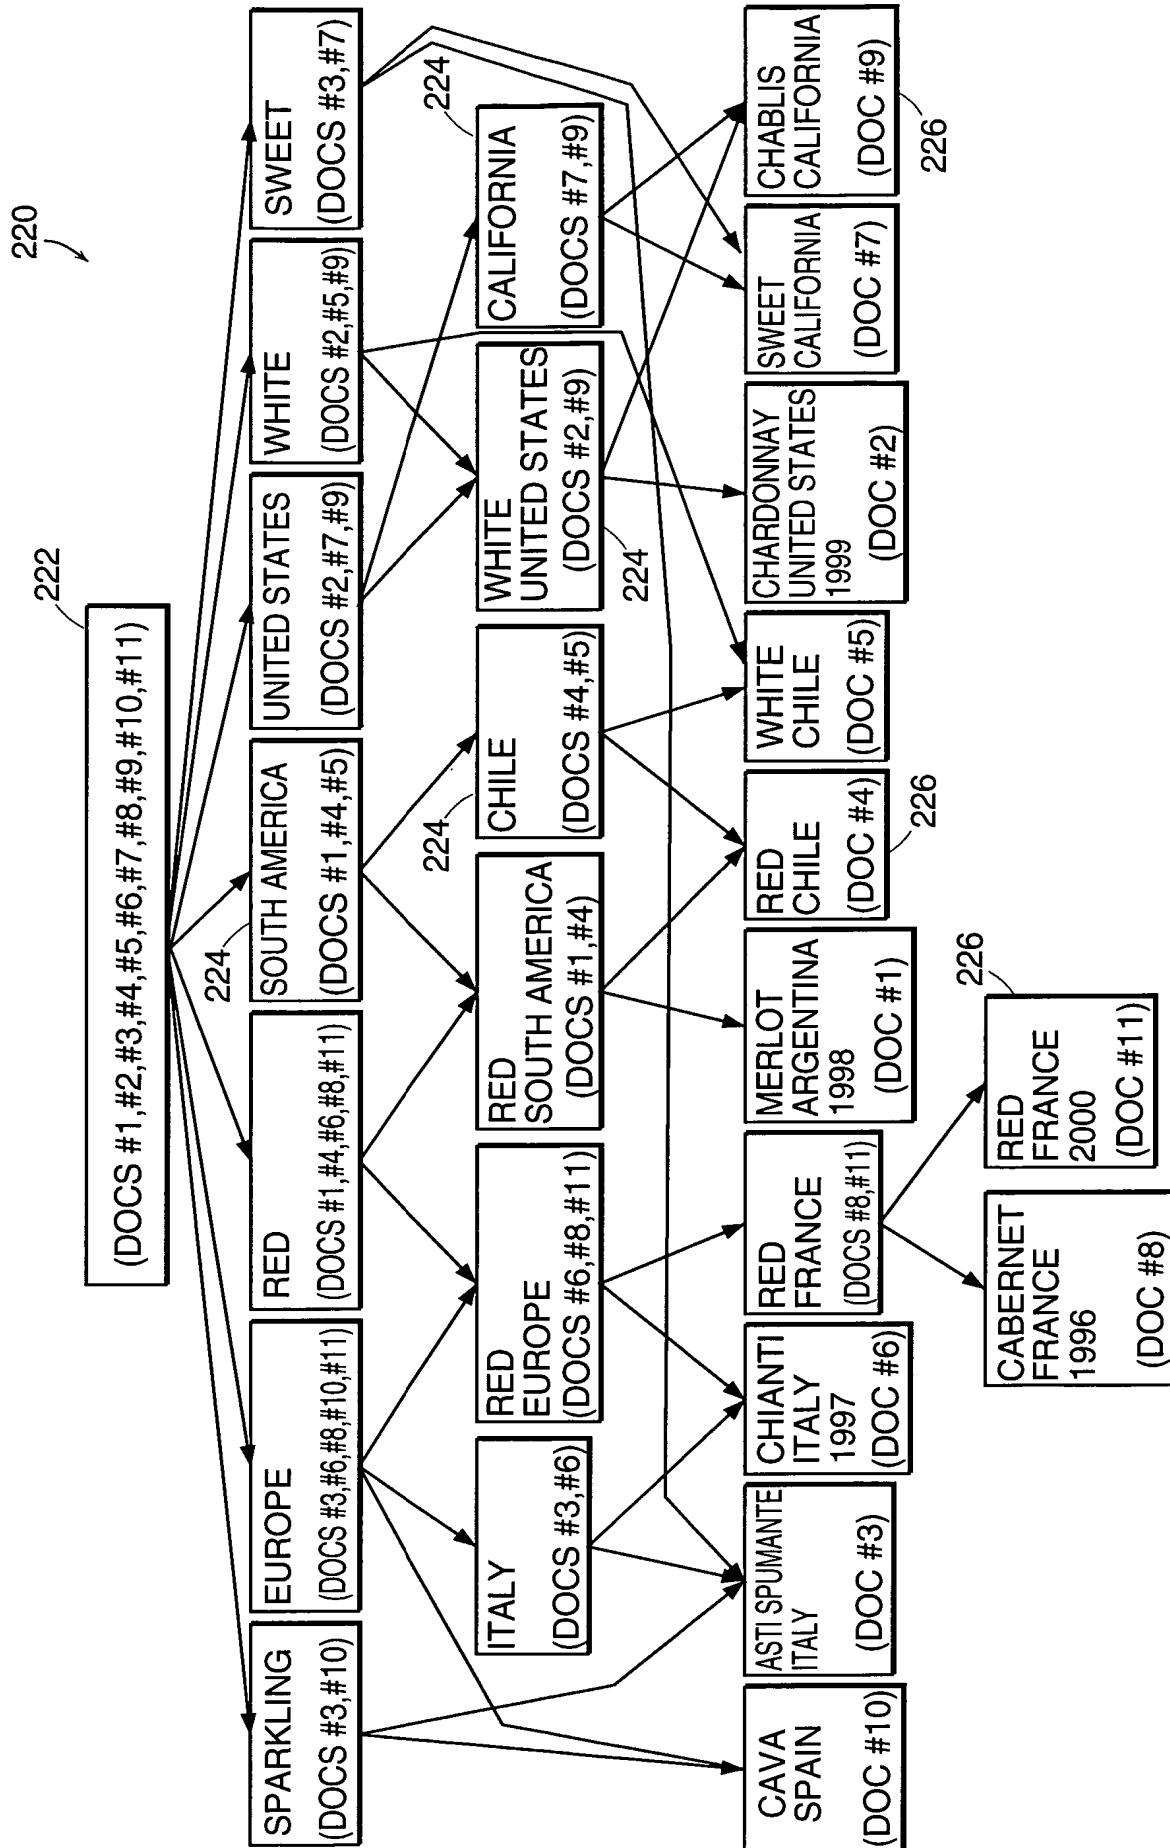 220
222
(DOCS #1,#2,#3,#4,#5,#6,#7,#8,#9,#10,#11)
SPARKLING
(DOCS #3,#10)
EUROPE
(DOCS #3,#6,#8,#10,#11)
RED
(DOCS #1,#4,#6,#8,#11)
224
SOUTH AMERICA
(DOCS #1,#4,#5)
UNITED STATES
(DOCS #2,#7,#9)
WHITE
(DOCS #2,#5,#9)
SWEET
(DOCS #3,#7)
ITALY
(DOCS #3,#6)
RED
EUROPE
(DOCS #6,#8,#11)
RED
SOUTH AMERICA
(DOCS #1,#4)
224
CHILE
(DOCS #4,#5)
WHITE
UNITED STATES
(DOCS #2,#9)
224
224
CALIFORNIA
(DOCS #7,#9)
CAVA
SPAIN
(DOC #10)
ASTI SPUMANTE
ITALY
(DOC #3)
CHIANTI
ITALY
1997
(DOC #6)
RED
FRANCE
(DOCS #8,#11)
MERLOT
ARGENTINA
1998
(DOC #1)
RED
CHILE
(DOC #4)
226
WHITE
CHILE
(DOC #5)
CHARDONNAY
UNITED STATES
1999
(DOC #2)
SWEET
CALIFORNIA
(DOC #7)
CHABLIS
CALIFORNIA
(DOC #9)
226
CABERNET
FRANCE
1996
(DOC #8)
226
RED
FRANCE
2000
(DOC #11)